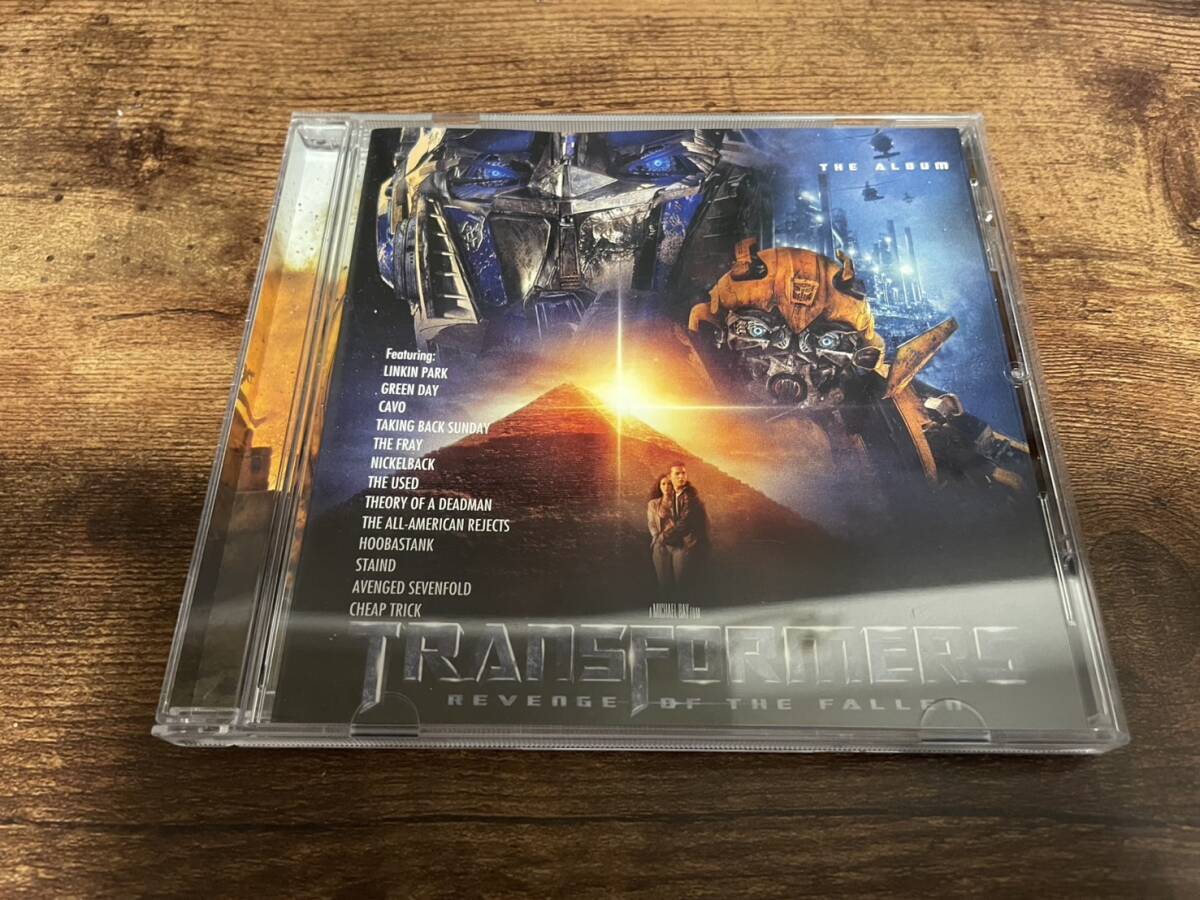 THE ALBUM
Featuring:
LINKIN PARK
GREEN DAY
CAVO
TAKING BACK SUNDAY
THE FRAY
NICKELBACK
THE USED
THEORY OF A DEADMAN
THE ALL-AMERICAN REJECTS
HOOBASTANK
STAIND
AVENGED SEVENFOLD
CHEAP TRICK
A MICHAEL BAY FILM
TRANSFORMERS
REVENGE OF THE FALLEN